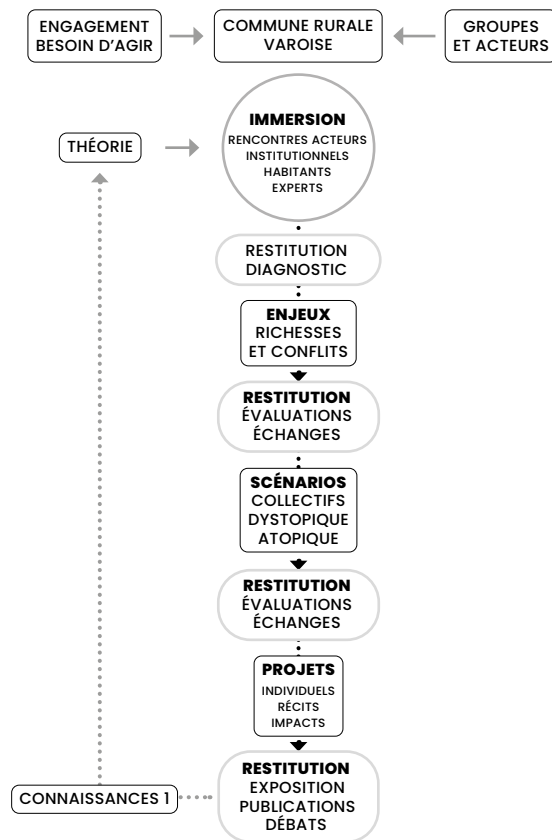 ENGAGEMENT
BESOIN D’AGIR
COMMUNE RURALE
VAROISE
GROUPES
ET ACTEURS
IMMERSION
RENCONTRES ACTEURS
INSTITUTIONNELS
HABITANTS
EXPERTS
THÉORIE
RESTITUTION
DIAGNOSTIC
ENJEUX
RICHESSES
ET CONFLITS
RESTITUTION
ÉVALUATIONS
ÉCHANGES
SCÉNARIOS
COLLECTIFS
DYSTOPIQUE
ATOPIQUE
RESTITUTION
ÉVALUATIONS
ÉCHANGES
PROJETS
INDIVIDUELS
RÉCITS
IMPACTS
RESTITUTION
EXPOSITION
PUBLICATIONS
DÉBATS
CONNAISSANCES 1